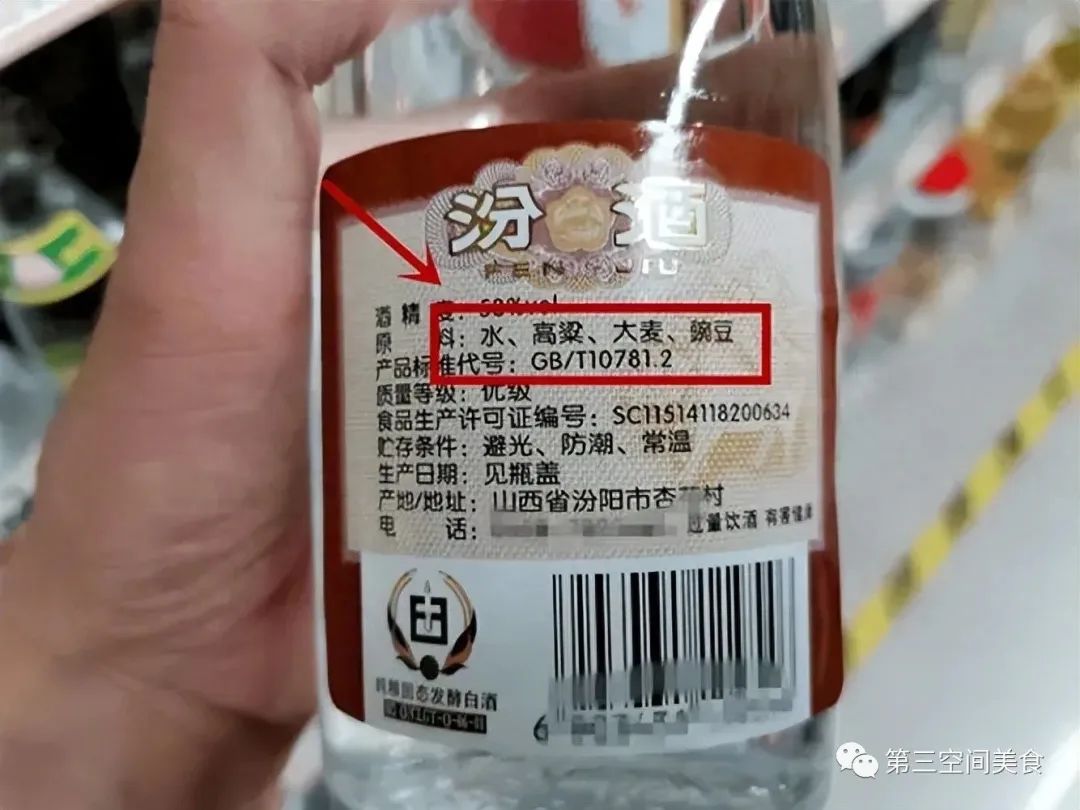 汾酒
酒精度：53%vol
原料：水、高粱、大麦、豌豆
产品标准代号：GB/T10781.2
质量等级：优级
食品生产许可证编号：SC11514118200634
贮存条件：避光、防潮、常温
生产日期：见瓶盖
产地/地址：山西省汾阳市杏花村
电话：
过量饮酒 有害健康
纯粮固态发酵白酒
第三空间美食